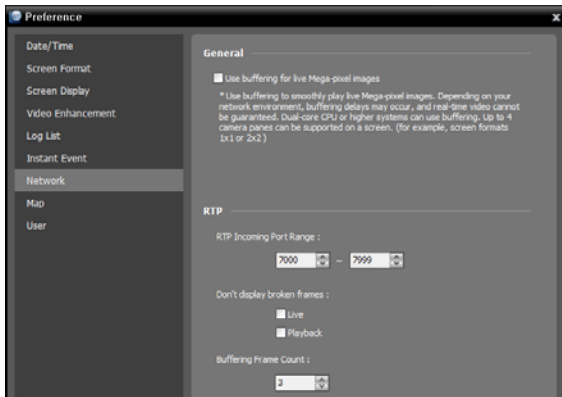 Preference
x
Date/Time
Screen Format
Screen Display
Video Enhancement
Log List
Instant Event
Network
Map
User
General
Use buffering for live Mega-pixel images
* Use buffering to smoothly play live Mega-pixel images. Depending on your
network environment, buffering delays may occur, and real-time video cannot
be guaranteed. Dual-core CPU or higher systems can use buffering. Up to 4
camera panes can be supported on a screen. (for example, screen formats
1x1 or 2x2 )
RTP
RTP Incoming Port Range :
7000 ~ 7999
Don't display broken frames :
Live
Playback
Buffering Frame Count :
3